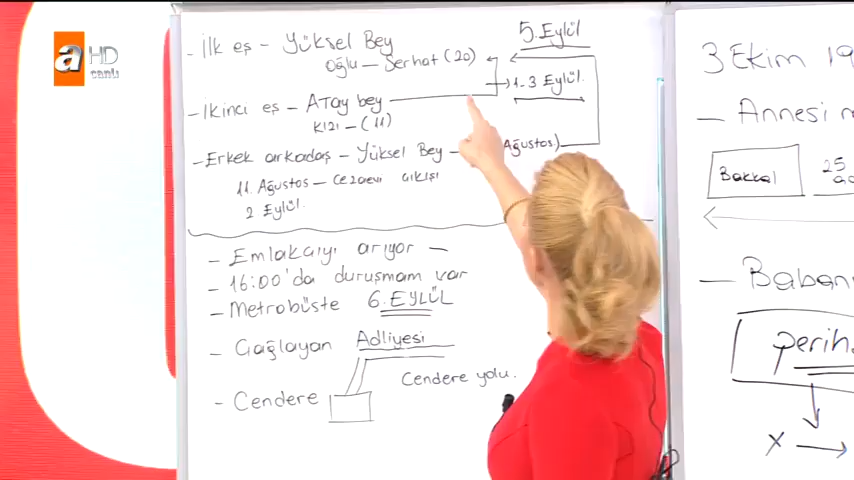 a HD
canlı
- İlk eş - Yüksel Bey
oğlu - Serhat (20)
5.Eylül
1-3 Eylül.
- İkinci eş - ATay bey
kızı - (11)
- Erkek arkadaş - Yüksel Bey - Ağustos.)
11. Ağustos - cezaevi çıkışı
2 Eylül.
- Emlakçıyı arıyor -
- 16:00'da duruşmam var
- Metrobüste 6.EYLÜL
- Çağlayan Adliyesi
- Cendere
Cendere yolu.
3 Ekim 19
- Annesi
Bakkal
25
- Baban
perih
x